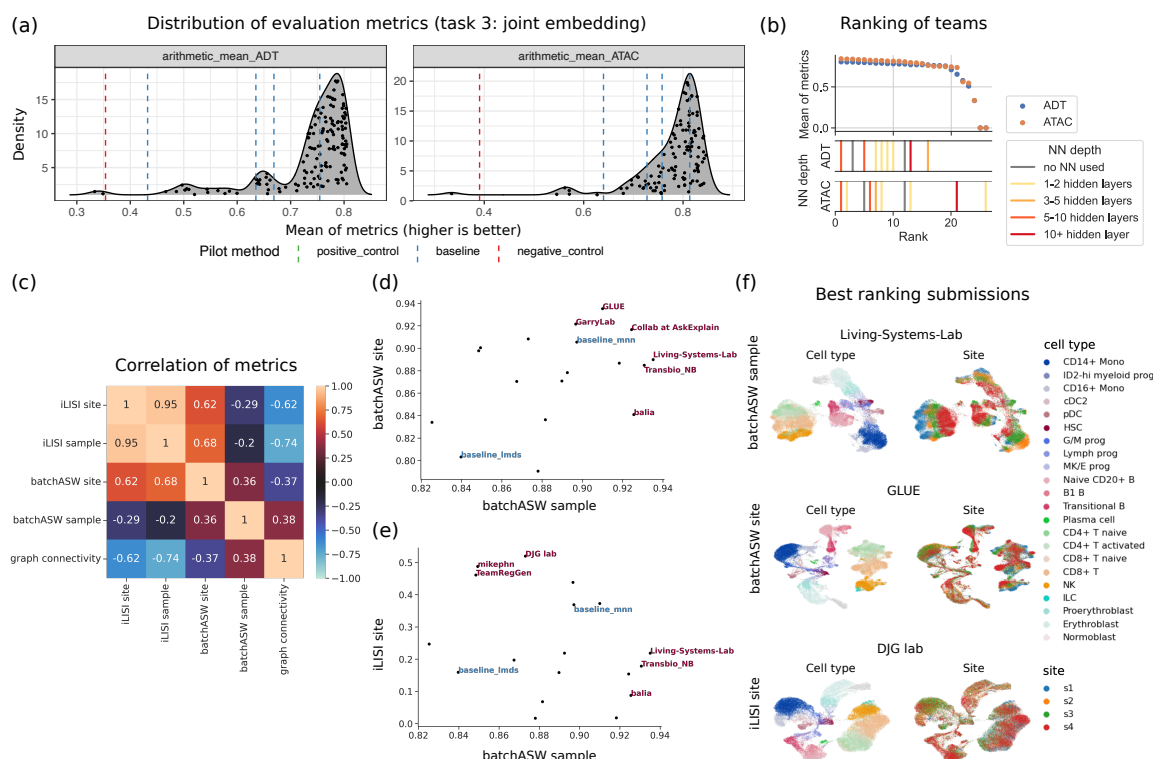 (a)
Distribution of evaluation metrics (task 3: joint embedding)
arithmetic_mean_ADT
arithmetic_mean_ATAC
Density
15
10
5
0.3 0.4 0.5 0.6 0.7 0.8
20
15
10
5
0.4 0.6 0.8
Mean of metrics (higher is better)
Pilot method
positive_control
baseline
negative_control
(b)
Ranking of teams
Mean of metrics
0,5
0.0
ADT
ATAC
NN depth
ADT
ATAC
0 10 20
Rank
NN depth
no NN used
1-2 hidden layers
3-5 hidden layers
5-10 hidden layers
10+ hidden layer
(c)
Correlation of metrics
iLISI site 1 0.95 0.62 -0.29 -0.62
iLISI sample 0.95 1 0.68 -0.2 -0.74
batchASW site 0.62 0.68 1 0.36 -0.37
batchASW sample -0.29 -0.2 0.36 1 0.38
graph connectivity -0.62 -0.74 -0.37 0.38 1
iLISI site
iLISI sample
batchASW site
batchASW sample
graph connectivity
1.00
0.75
0.50
0.25
0.00
−0.25
−0.50
−0.75
−1.00
(d)
batchASW site
0.94
0.92
0.90
0.88
0.86
0.84
0.82
0.80
GLUE
GarryLab
Collab at AskExplain
baseline_mnn
Living-Systems-Lab
Transbio_NB
balia
baseline_lmds
0.82 0.84 0.86 0.88 0.90 0.92 0.94
batchASW sample
(e)
iLISI site
0.5
0.4
0.3
0.2
0.1
0.0
DJG lab
mikephn
TeamRegGen
baseline_mnn
Living-Systems-Lab
Transbio_NB
baseline_lmds
balia
0.82 0.84 0.86 0.88 0.90 0.92 0.94
batchASW sample
(f)
Best ranking submissions
Living-Systems-Lab
batchASW sample
Cell type
Site
GLUE
batchASW site
Cell type
Site
DJG lab
iLISI site
Cell type
Site
cell type
CD14+ Mono
ID2-hi myeloid prog
CD16+ Mono
cDC2
pDC
HSC
G/M prog
Lymph prog
MK/E prog
Naive CD20+ B
B1 B
Transitional B
Plasma cell
CD4+ T naive
CD4+ T activated
CD8+ T naive
CD8+ T
NK
ILC
Proerythroblast
Erythroblast
Normoblast
site
s1
s2
s3
s4